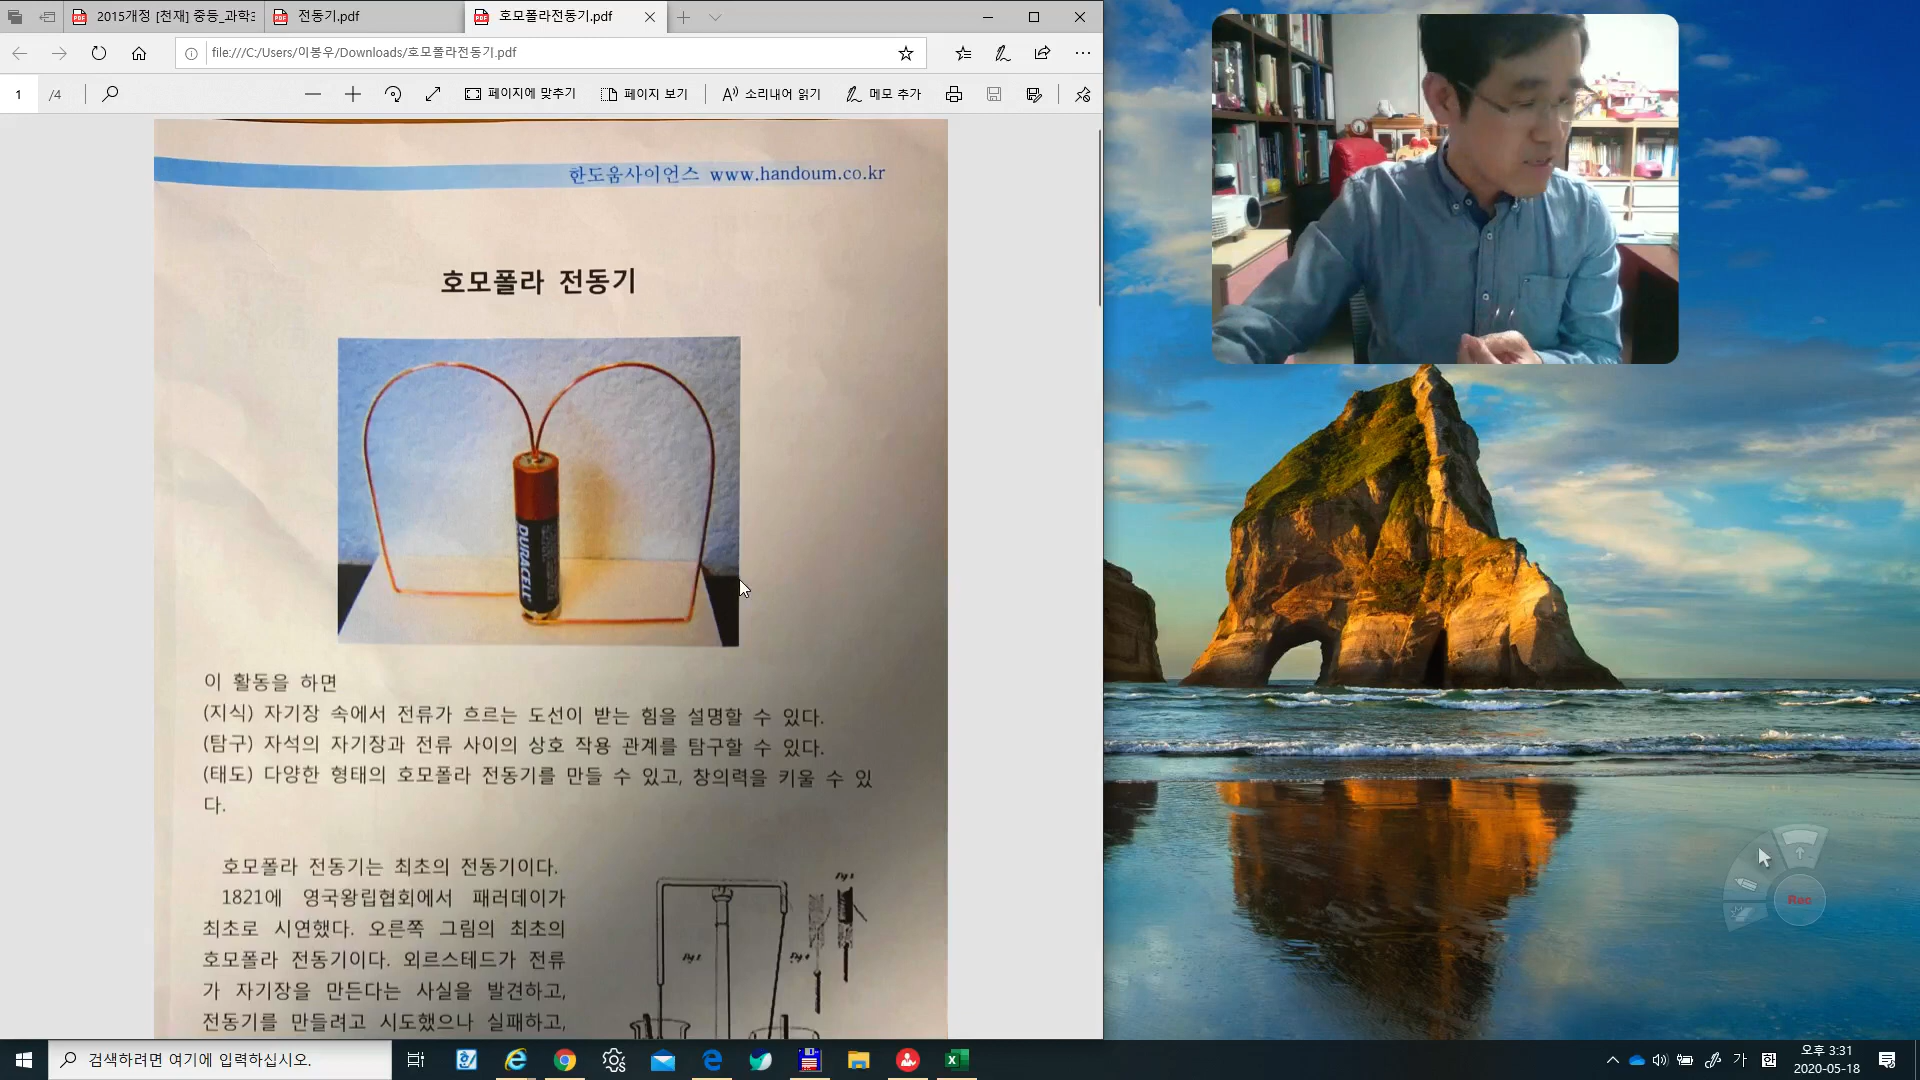 2015개정 [천재] 중등_과학3
전동기.pdf
호모폴라전동기.pdf
file:///C:/Users/이봉우/Downloads/호모폴라전동기.pdf
1 /4
페이지에 맞추기
페이지 보기
소리내어 읽기
메모 추가
한도움사이언스 www.handoum.co.kr
호모폴라 전동기
DURACELL
이 활동을 하면
(지식) 자기장 속에서 전류가 흐르는 도선이 받는 힘을 설명할 수 있다.
(탐구) 자석의 자기장과 전류 사이의 상호 작용 관계를 탐구할 수 있다.
(태도) 다양한 형태의 호모폴라 전동기를 만들 수 있고, 창의력을 키울 수 있
다.
호모폴라 전동기는 최초의 전동기이다.
1821에 영국왕립협회에서 패러데이가
최초로 시연했다. 오른쪽 그림의 최초의
호모폴라 전동기이다. 외르스테드가 전류
가 자기장을 만든다는 사실을 발견하고,
전동기를 만들려고 시도했으나 실패하고,
Rec
검색하려면 여기에 입력하십시오.
가
한
오후 3:31
2020-05-18